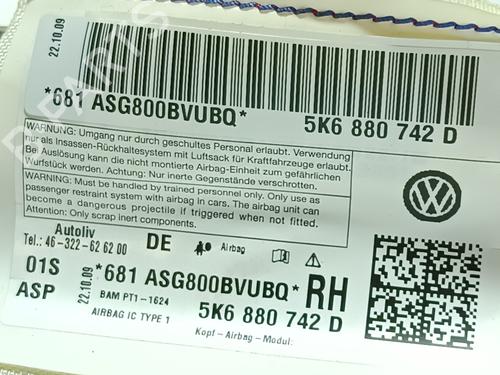 22.10.09
*681 ASG800BVUBQ*
5K6 880 742 D
WARNUNG: Umgang nur durch geschultes Personal erlaubt. Verwendung
nur als Insassen-Rückhaltesystem mit Luftsack für Kraftfahrzeuge erlaubt.
Bei Auslösung kann die nicht montierte Airbag-Einheit zum gefährlichen
Wurfstück werden. Achtung: Nur inerte Gegenstände verschrotten.
WARNING: Must be handled by trained personnel only. Only use as
passenger restraint system with airbag in cars. The airbag unit can
become a dangerous projectile if triggered when not fitted.
Attention: Only scrap inert components.
Autoliv
Tel.: 46-322-62 62 00
DE
Airbag
01S
ASP
22.10.09
*681 ASG800BVUBQ*
RH
BAM PT1-1624
5K6 880 742 D
AIRBAG IC TYPE 1
Kopf-Airbag-Modul